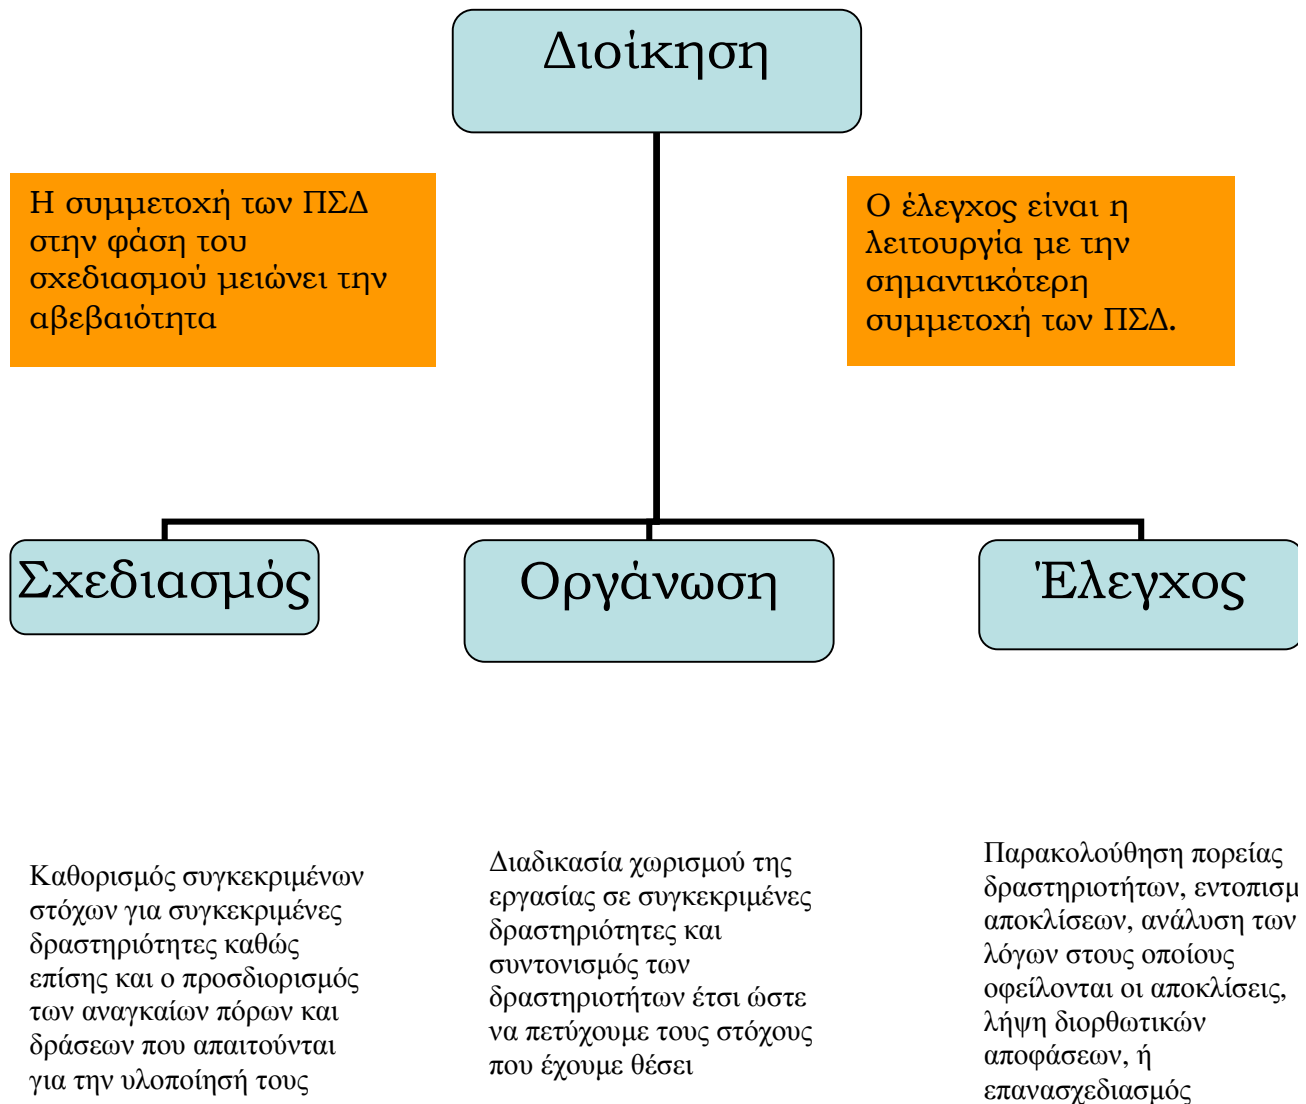 Διοίκηση
Η συμμετοχή των ΠΣΔ
στην φάση του
σχεδιασμού μειώνει την
αβεβαιότητα
Ο έλεγχος είναι η
λειτουργία με την
σημαντικότερη
συμμετοχή των ΠΣΔ.
Σχεδιασμός
Οργάνωση
Έλεγχος
Καθορισμός συγκεκριμένων
στόχων για συγκεκριμένες
δραστηριότητες καθώς
επίσης και ο προσδιορισμός
των αναγκαίων πόρων και
δράσεων που απαιτούνται
για την υλοποίησή τους
Διαδικασία χωρισμού της
εργασίας σε συγκεκριμένες
δραστηριότητες και
συντονισμός των
δραστηριοτήτων έτσι ώστε
να πετύχουμε τους στόχους
που έχουμε θέσει
Παρακολούθηση πορείας
δραστηριοτήτων, εντοπισμ
αποκλίσεων, ανάλυση των
λόγων στους οποίους
οφείλονται οι αποκλίσεις,
λήψη διορθωτικών
αποφάσεων, ή
επανασχεδιασμός